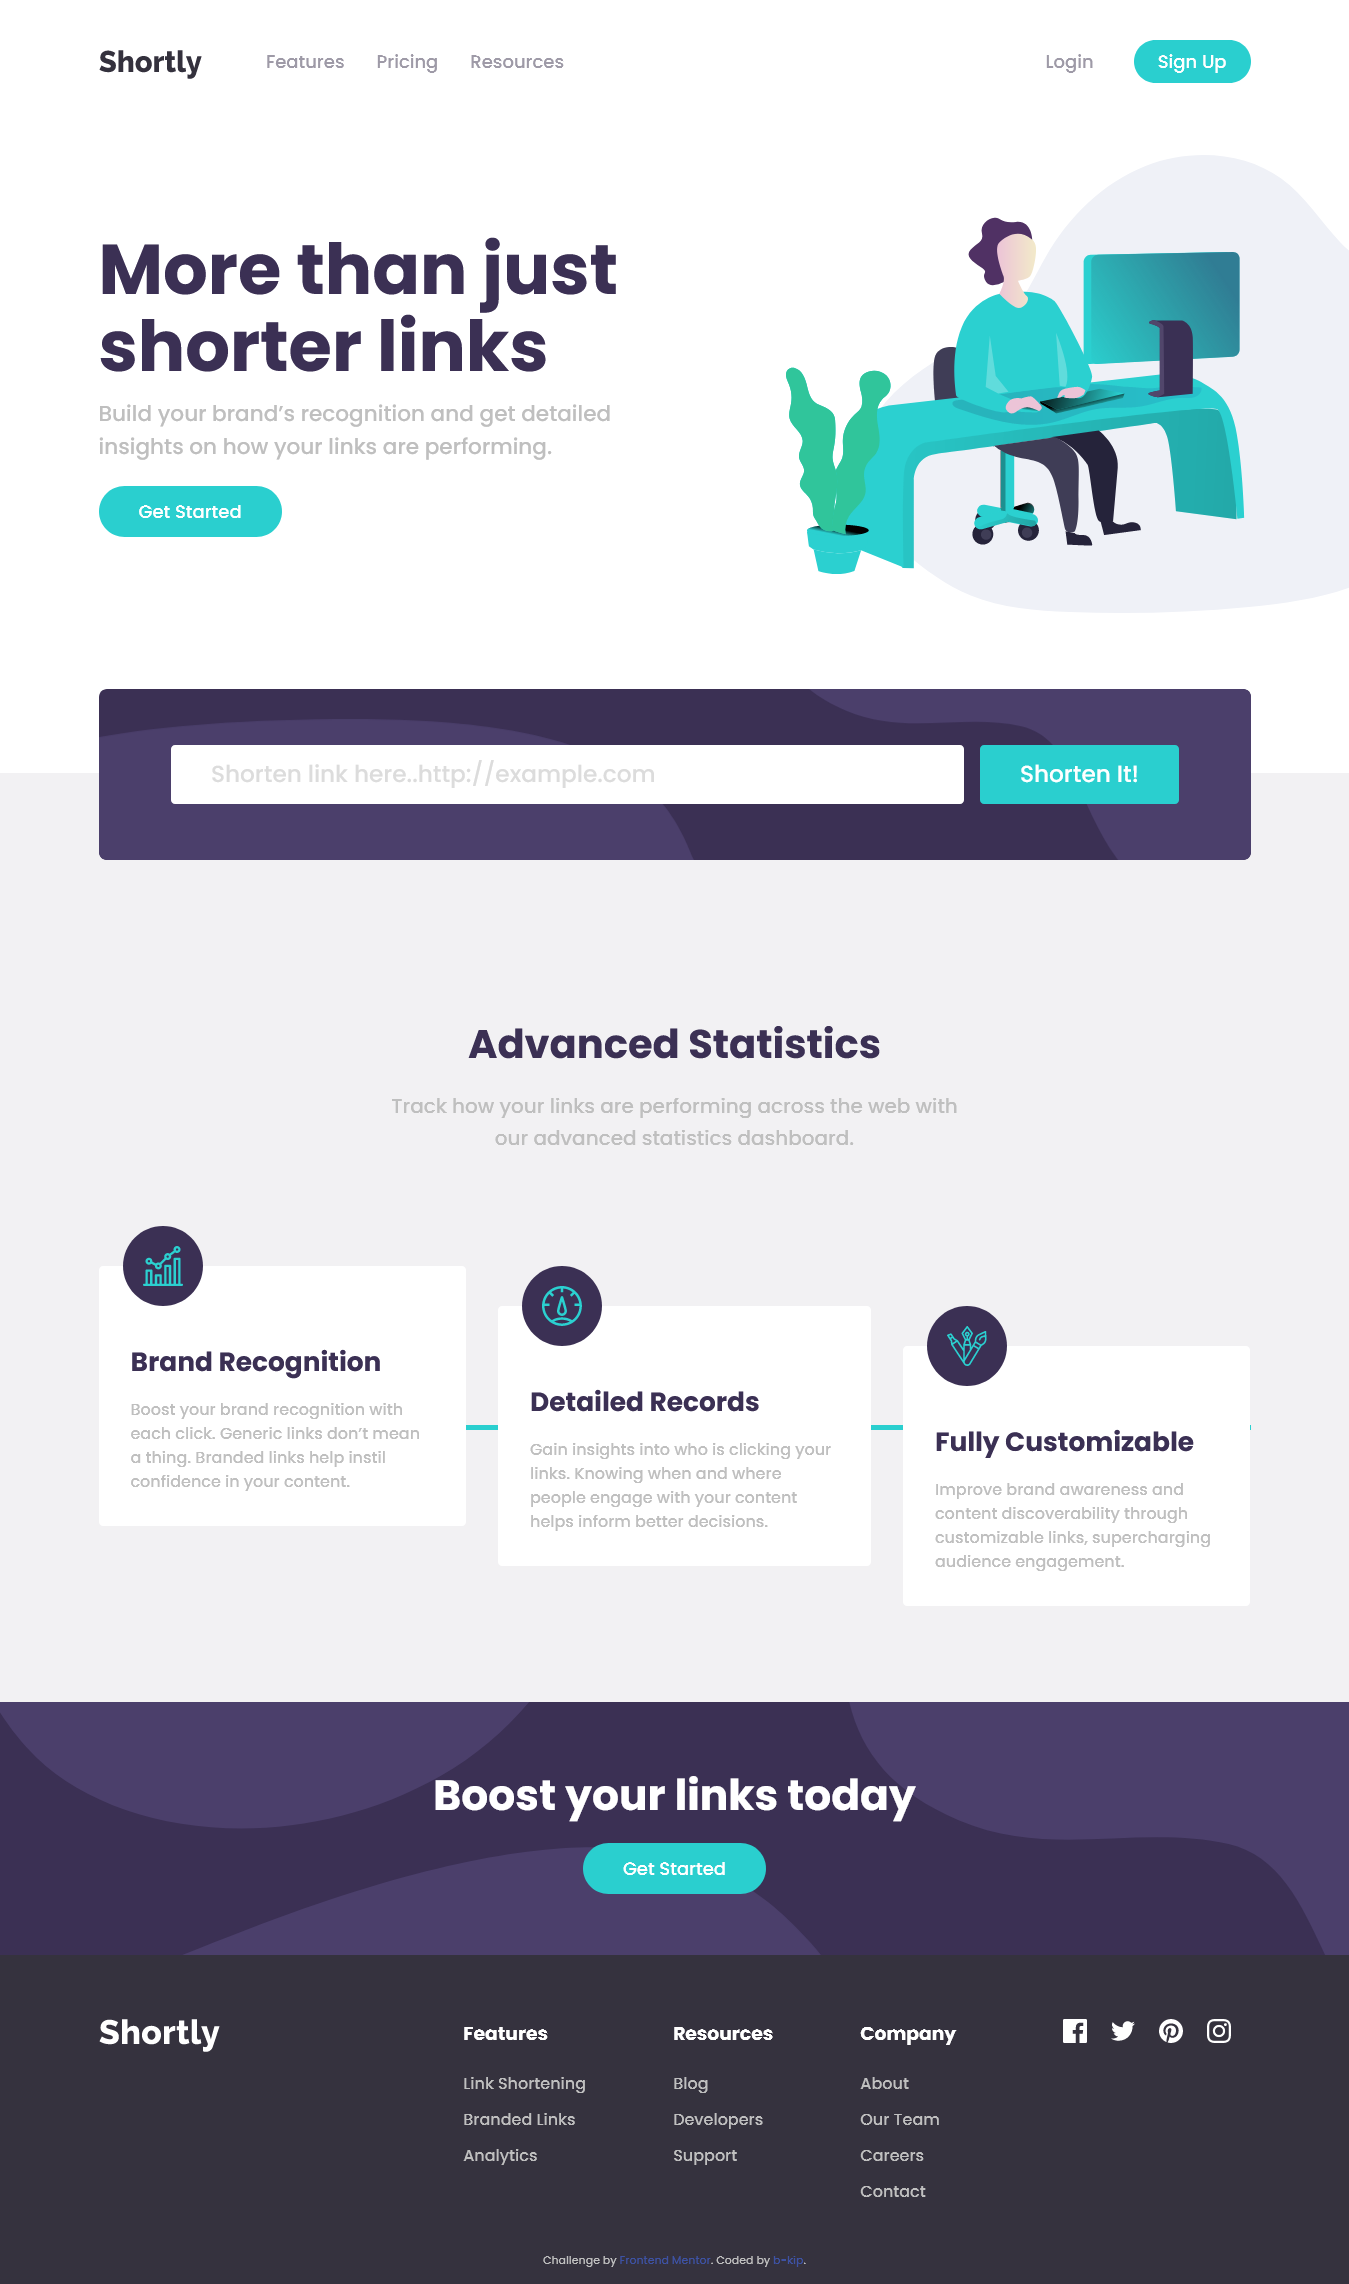 Shortly
Features
Pricing
Resources
Login
Sign Up
More than just
shorter links
Build your brand’s recognition and get detailed
insights on how your links are performing.
Get Started
Shorten link here..http://example.com
Shorten It!
Advanced Statistics
Track how your links are performing across the web with
our advanced statistics dashboard.
Brand Recognition
Boost your brand recognition with
each click. Generic links don’t mean
a thing. Branded links help instil
confidence in your content.
Detailed Records
Gain insights into who is clicking your
links. Knowing when and where
people engage with your content
helps inform better decisions.
Fully Customizable
Improve brand awareness and
content discoverability through
customizable links, supercharging
audience engagement.
Boost your links today
Get Started
Shortly
Features
Link Shortening
Branded Links
Analytics
Resources
Blog
Developers
Support
Company
About
Our Team
Careers
Contact
Challenge by Frontend Mentor. Coded by b-kip.